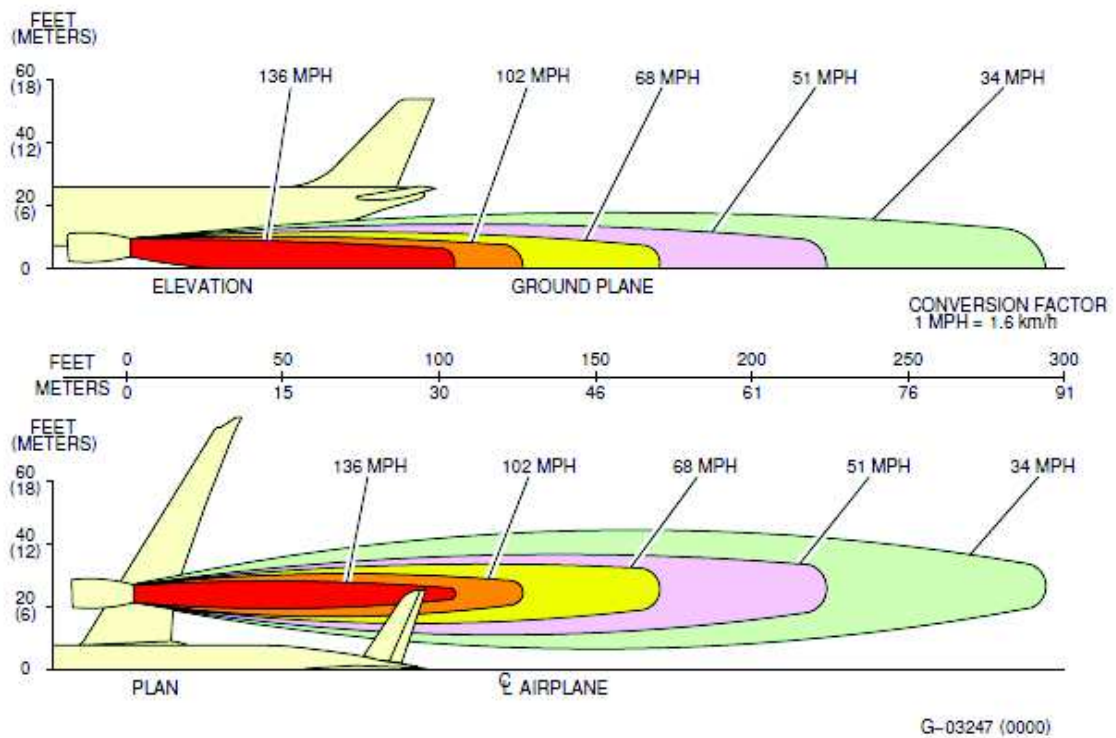 FEET
(METERS)
60
(18)
136 MPH
102 MPH
68 MPH
51 MPH
34 MPH
40
(12)
20
(6)
0
ELEVATION
GROUND PLANE
CONVERSION FACTOR
1 MPH = 1.6 km/h
FEET 0 50 100 150 200 250 300
METERS 0 15 30 46 61 76 91
FEET
(METERS)
60
(18)
136 MPH
102 MPH
68 MPH
51 MPH
34 MPH
40
(12)
20
(6)
0
PLAN
℄ AIRPLANE
G-03247 (0000)